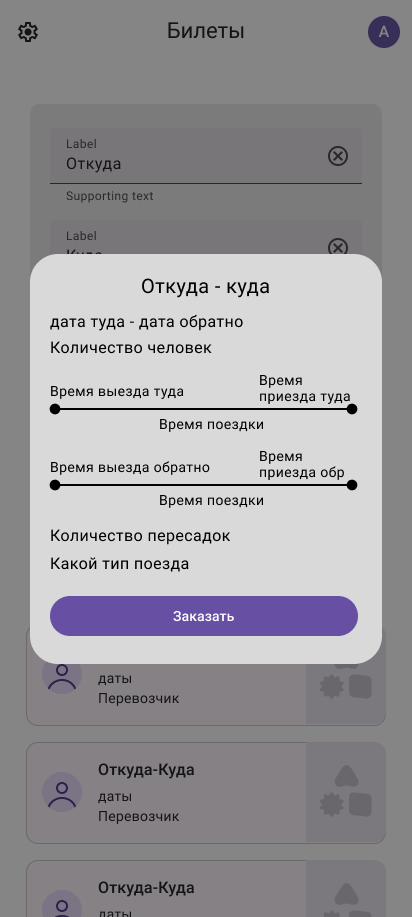 Билеты
A
Label
Откуда
Supporting text
Label
Куда
Откуда - куда
дата туда - дата обратно
Количество человек
Время выезда туда
Время
приезда туда
Время поездки
Время выезда обратно
Время
приезда обр
Время поездки
Количество пересадок
Какой тип поезда
Заказать
даты
Перевозчик
Откуда-Куда
даты
Перевозчик
Откуда-Куда
даты